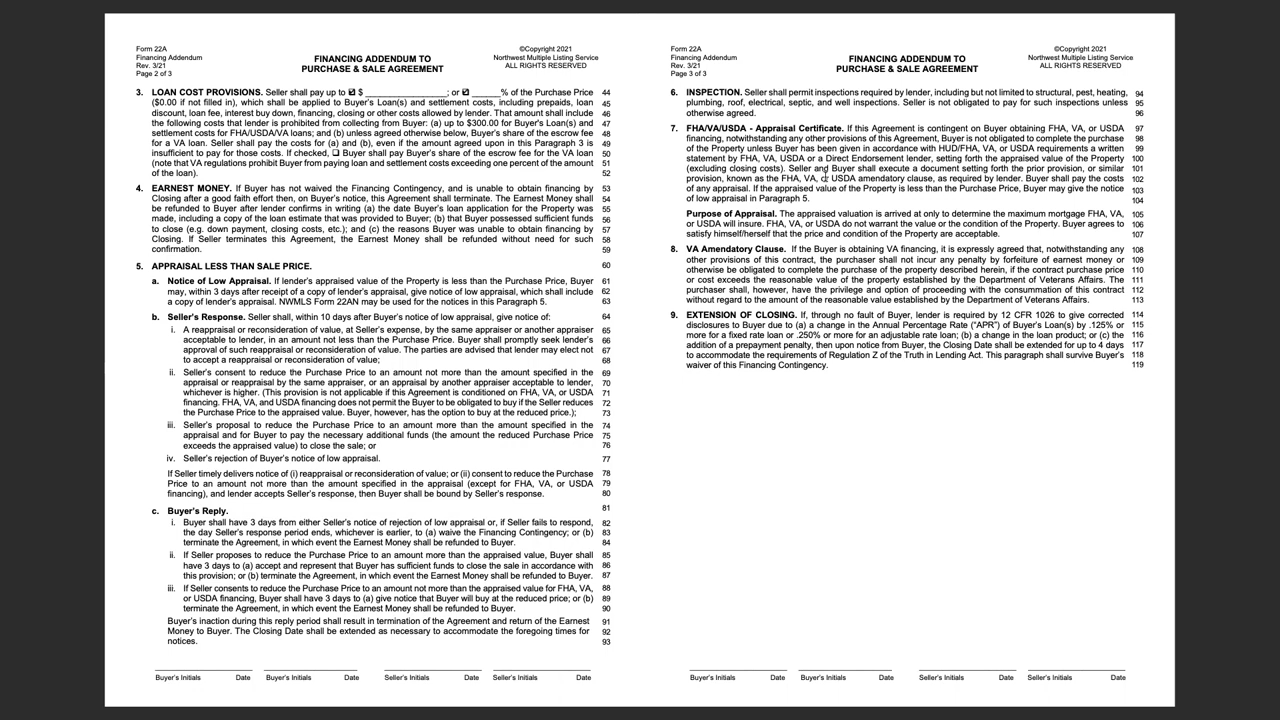 Form 22A
Financing Addendum
Rev. 3/21
Page 2 of 3
FINANCING ADDENDUM TO
PURCHASE & SALE AGREEMENT
©Copyright 2021
Northwest Multiple Listing Service
ALL RIGHTS RESERVED
3. LOAN COST PROVISIONS. Seller shall pay up to ☑ $ __________________; or ☑ ______% of the Purchase Price 44
($0.00 if not filled in), which shall be applied to Buyer's Loan(s) and settlement costs, including prepaids, loan 45
discount, loan fee, interest buy down, financing, closing or other costs allowed by lender. That amount shall include 46
the following costs that lender is prohibited from collecting from Buyer: (a) up to $300.00 for Buyer's Loan(s) and 47
settlement costs for FHA/USDA/VA loans; and (b) unless agreed otherwise below, Buyer's share of the escrow fee 48
for a VA loan. Seller shall pay the costs for (a) and (b), even if the amount agreed upon in this Paragraph 3 is 49
insufficient to pay for those costs. If checked, ❑ Buyer shall pay Buyer's share of the escrow fee for the VA loan 50
(note that VA regulations prohibit Buyer from paying loan and settlement costs exceeding one percent of the amount 51
of the loan). 52
4. EARNEST MONEY. If Buyer has not waived the Financing Contingency, and is unable to obtain financing by 53
Closing after a good faith effort then, on Buyer's notice, this Agreement shall terminate. The Earnest Money shall 54
be refunded to Buyer after lender confirms in writing (a) the date Buyer's loan application for the Property was 55
made, including a copy of the loan estimate that was provided to Buyer; (b) that Buyer possessed sufficient funds 56
to close (e.g. down payment, closing costs, etc.); and (c) the reasons Buyer was unable to obtain financing by 57
Closing. If Seller terminates this Agreement, the Earnest Money shall be refunded without need for such 58
confirmation. 59
5. APPRAISAL LESS THAN SALE PRICE. 60
a. Notice of Low Appraisal. If lender's appraised value of the Property is less than the Purchase Price, Buyer 61
may, within 3 days after receipt of a copy of lender's appraisal, give notice of low appraisal, which shall include 62
a copy of lender's appraisal. NWMLS Form 22AN may be used for the notices in this Paragraph 5. 63
b. Seller's Response. Seller shall, within 10 days after Buyer's notice of low appraisal, give notice of: 64
i. A reappraisal or reconsideration of value, at Seller's expense, by the same appraiser or another appraiser 65
acceptable to lender, in an amount not less than the Purchase Price. Buyer shall promptly seek lender's 66
approval of such reappraisal or reconsideration of value. The parties are advised that lender may elect not 67
to accept a reappraisal or reconsideration of value; 68
ii. Seller's consent to reduce the Purchase Price to an amount not more than the amount specified in the 69
appraisal or reappraisal by the same appraiser, or an appraisal by another appraiser acceptable to lender, 70
whichever is higher. (This provision is not applicable if this Agreement is conditioned on FHA, VA, or USDA 71
financing. FHA, VA, and USDA financing does not permit the Buyer to be obligated to buy if the Seller reduces 72
the Purchase Price to the appraised value. Buyer, however, has the option to buy at the reduced price.); 73
iii. Seller's proposal to reduce the Purchase Price to an amount more than the amount specified in the 74
appraisal and for Buyer to pay the necessary additional funds (the amount the reduced Purchase Price 75
exceeds the appraised value) to close the sale; or 76
iv. Seller's rejection of Buyer's notice of low appraisal. 77
If Seller timely delivers notice of (i) reappraisal or reconsideration of value; or (ii) consent to reduce the Purchase 78
Price to an amount not more than the amount specified in the appraisal (except for FHA, VA, or USDA 79
financing), and lender accepts Seller's response, then Buyer shall be bound by Seller's response. 80
c. Buyer's Reply. 81
i. Buyer shall have 3 days from either Seller's notice of rejection of low appraisal or, if Seller fails to respond, 82
the day Seller's response period ends, whichever is earlier, to (a) waive the Financing Contingency; or (b) 83
terminate the Agreement, in which event the Earnest Money shall be refunded to Buyer. 84
ii. If Seller proposes to reduce the Purchase Price to an amount more than the appraised value, Buyer shall 85
have 3 days to (a) accept and represent that Buyer has sufficient funds to close the sale in accordance with 86
this provision; or (b) terminate the Agreement, in which event the Earnest Money shall be refunded to Buyer. 87
iii. If Seller consents to reduce the Purchase Price to an amount not more than the appraised value for FHA, VA, 88
or USDA financing, Buyer shall have 3 days to (a) give notice that Buyer will buy at the reduced price; or (b) 89
terminate the Agreement, in which event the Earnest Money shall be refunded to Buyer. 90
Buyer's inaction during this reply period shall result in termination of the Agreement and return of the Earnest 91
Money to Buyer. The Closing Date shall be extended as necessary to accommodate the foregoing times for 92
notices. 93
Buyer's Initials Date Buyer's Initials Date Seller's Initials Date Seller's Initials Date
Form 22A
Financing Addendum
Rev. 3/21
Page 3 of 3
FINANCING ADDENDUM TO
PURCHASE & SALE AGREEMENT
©Copyright 2021
Northwest Multiple Listing Service
ALL RIGHTS RESERVED
6. INSPECTION. Seller shall permit inspections required by lender, including but not limited to structural, pest, heating, 94
plumbing, roof, electrical, septic, and well inspections. Seller is not obligated to pay for such inspections unless 95
otherwise agreed. 96
7. FHA/VA/USDA - Appraisal Certificate. If this Agreement is contingent on Buyer obtaining FHA, VA, or USDA 97
financing, notwithstanding any other provisions of this Agreement, Buyer is not obligated to complete the purchase 98
of the Property unless Buyer has been given in accordance with HUD/FHA, VA, or USDA requirements a written 99
statement by FHA, VA, USDA or a Direct Endorsement lender, setting forth the appraised value of the Property 100
(excluding closing costs). Seller and Buyer shall execute a document setting forth the prior provision, or similar 101
provision, known as the FHA, VA, or USDA amendatory clause, as required by lender. Buyer shall pay the costs 102
of any appraisal. If the appraised value of the Property is less than the Purchase Price, Buyer may give the notice 103
of low appraisal in Paragraph 5. 104
Purpose of Appraisal. The appraised valuation is arrived at only to determine the maximum mortgage FHA, VA, 105
or USDA will insure. FHA, VA, or USDA do not warrant the value or the condition of the Property. Buyer agrees to 106
satisfy himself/herself that the price and condition of the Property are acceptable. 107
8. VA Amendatory Clause. If the Buyer is obtaining VA financing, it is expressly agreed that, notwithstanding any 108
other provisions of this contract, the purchaser shall not incur any penalty by forfeiture of earnest money or 109
otherwise be obligated to complete the purchase of the property described herein, if the contract purchase price 110
or cost exceeds the reasonable value of the property established by the Department of Veterans Affairs. The 111
purchaser shall, however, have the privilege and option of proceeding with the consummation of this contract 112
without regard to the amount of the reasonable value established by the Department of Veterans Affairs. 113
9. EXTENSION OF CLOSING. If, through no fault of Buyer, lender is required by 12 CFR 1026 to give corrected 114
disclosures to Buyer due to (a) a change in the Annual Percentage Rate ("APR") of Buyer's Loan(s) by .125% or 115
more for a fixed rate loan or .250% or more for an adjustable rate loan; (b) a change in the loan product; or (c) the 116
addition of a prepayment penalty, then upon notice from Buyer, the Closing Date shall be extended for up to 4 days 117
to accommodate the requirements of Regulation Z of the Truth in Lending Act. This paragraph shall survive Buyer's 118
waiver of this Financing Contingency. 119
Buyer's Initials Date Buyer's Initials Date Seller's Initials Date Seller's Initials Date